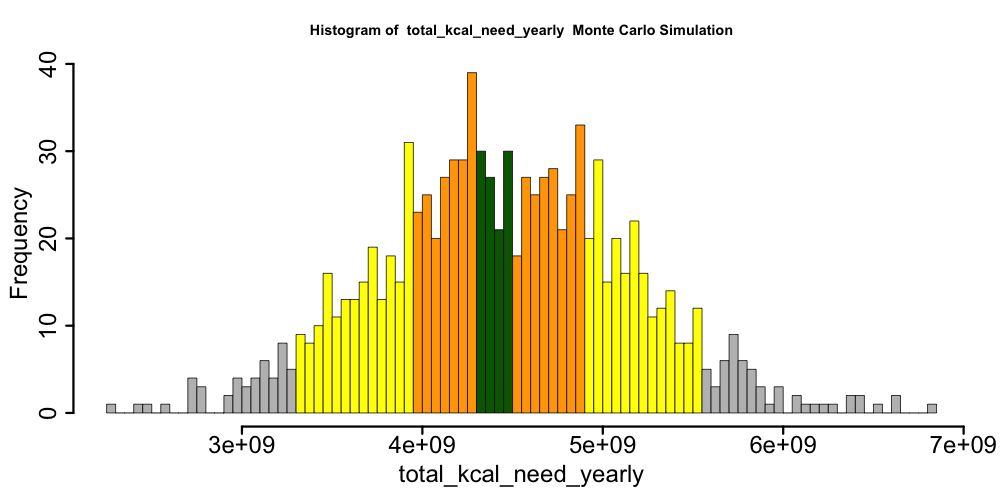 Histogram of  total_kcal_need_yearly  Monte Carlo Simulation
Frequency
40
30
20
10
0
3e+09 4e+09 5e+09 6e+09 7e+09
total_kcal_need_yearly